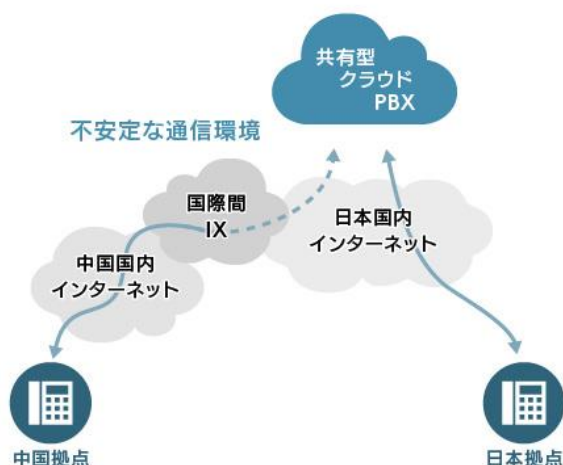 共有型
クラウド
PBX
不安定な通信環境
国際間
IX
日本国内
インターネット
中国国内
インターネット
中国拠点
日本拠点